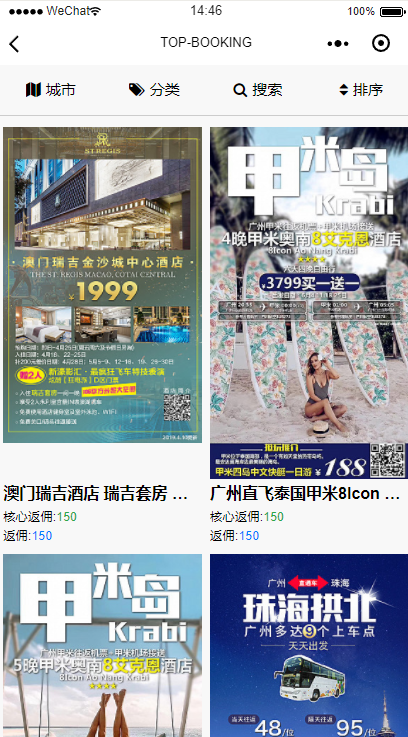 WeChat
14:46
100%
TOP-BOOKING
城市
分类
搜索
排序
ST REGIS
澳门瑞吉金沙城中心酒店
THE ST. REGIS MACAO, COTAI CENTRAL
¥1999
甲米岛
Krabi
广州甲米往返机票+甲米机场接送
4晚甲米奥南8艾克恩酒店
8Icon Ao Nang Krabi
¥3799买一送一
¥188
甲米四岛中文快艇一日游
澳门瑞吉酒店 瑞吉套房 ...
核心返佣:150
返佣:150
广州直飞泰国甲米8Icon ...
核心返佣:150
返佣:150
甲米岛
Krabi
广州甲米往返机票+甲米机场接送
5晚甲米奥南8艾克恩酒店
8Icon Ao Nang Krabi
广州 直通车 珠海
珠海拱北
广州多达9个上车点
天天出发
当天往返
48/位
隔天往返
95/位